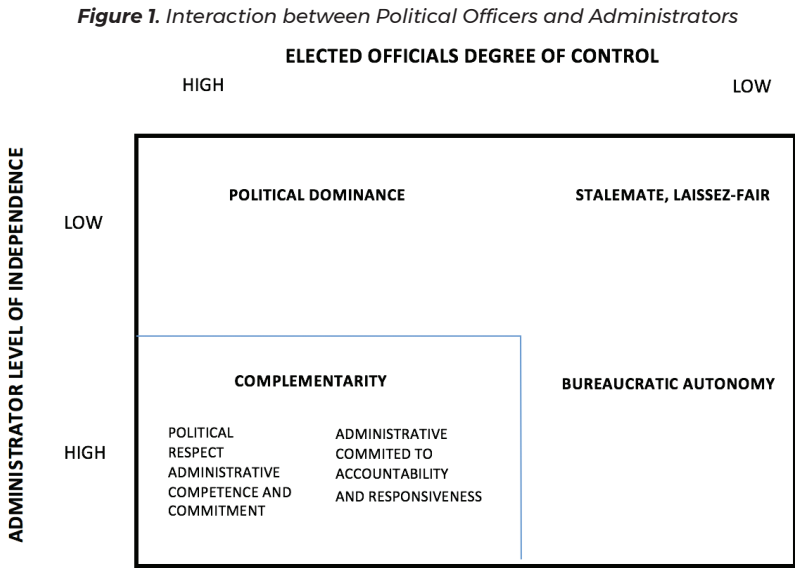 Figure 1. Interaction between Political Officers and Administrators
ELECTED OFFICIALS DEGREE OF CONTROL
HIGH
LOW
ADMINISTRATOR LEVEL OF INDEPENDENCE
LOW
POLITICAL DOMINANCE
STALEMATE, LAISSEZ-FAIR
HIGH
COMPLEMENTARITY
POLITICAL
RESPECT
ADMINISTRATIVE
COMPETENCE AND
COMMITMENT
ADMINISTRATIVE
COMMITED TO
ACCOUNTABILITY
AND RESPONSIVENESS
BUREAUCRATIC AUTONOMY